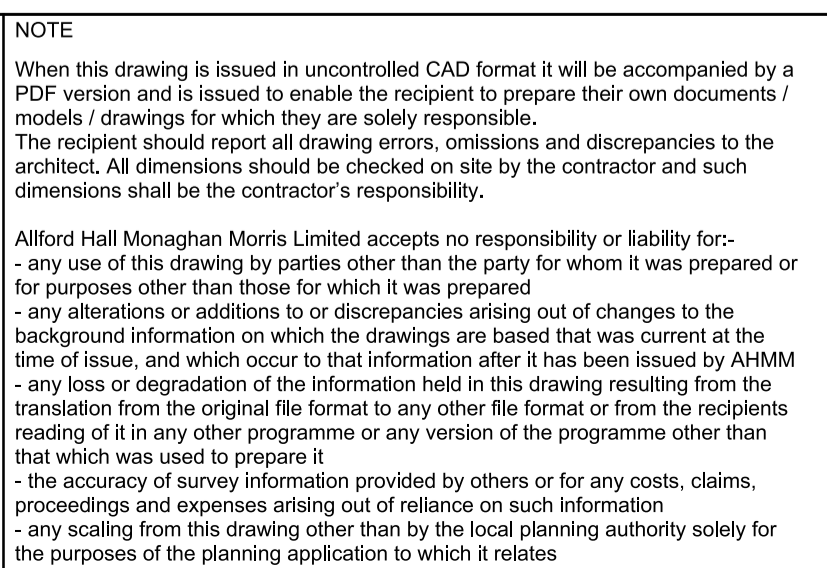 NOTE
When this drawing is issued in uncontrolled CAD format it will be accompanied by a
PDF version and is issued to enable the recipient to prepare their own documents /
models / drawings for which they are solely responsible.
The recipient should report all drawing errors, omissions and discrepancies to the
architect. All dimensions should be checked on site by the contractor and such
dimensions shall be the contractor's responsibility.
Allford Hall Monaghan Morris Limited accepts no responsibility or liability for:-
- any use of this drawing by parties other than the party for whom it was prepared or
for purposes other than those for which it was prepared
- any alterations or additions to or discrepancies arising out of changes to the
background information on which the drawings are based that was current at the
time of issue, and which occur to that information after it has been issued by AHMM
- any loss or degradation of the information held in this drawing resulting from the
translation from the original file format to any other file format or from the recipients
reading of it in any other programme or any version of the programme other than
that which was used to prepare it
- the accuracy of survey information provided by others or for any costs, claims,
proceedings and expenses arising out of reliance on such information
- any scaling from this drawing other than by the local planning authority solely for
the purposes of the planning application to which it relates